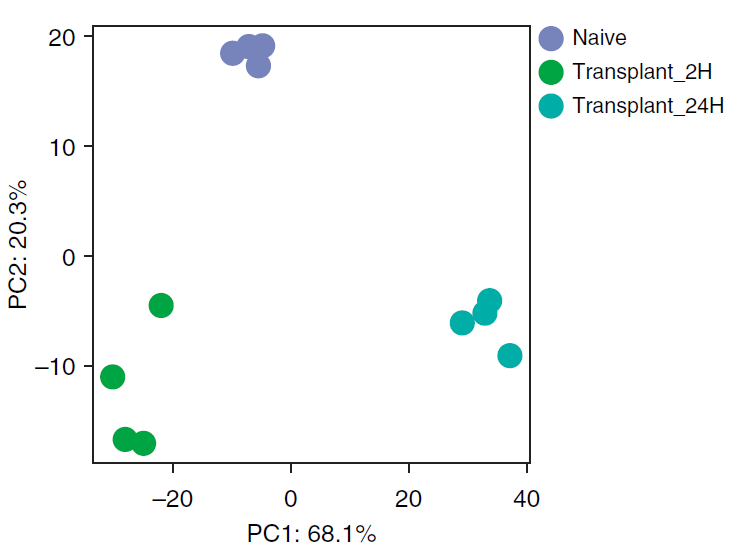 Naive
Transplant_2H
Transplant_24H
20
10
0
–10
PC2: 20.3%
–20 0 20 40
PC1: 68.1%